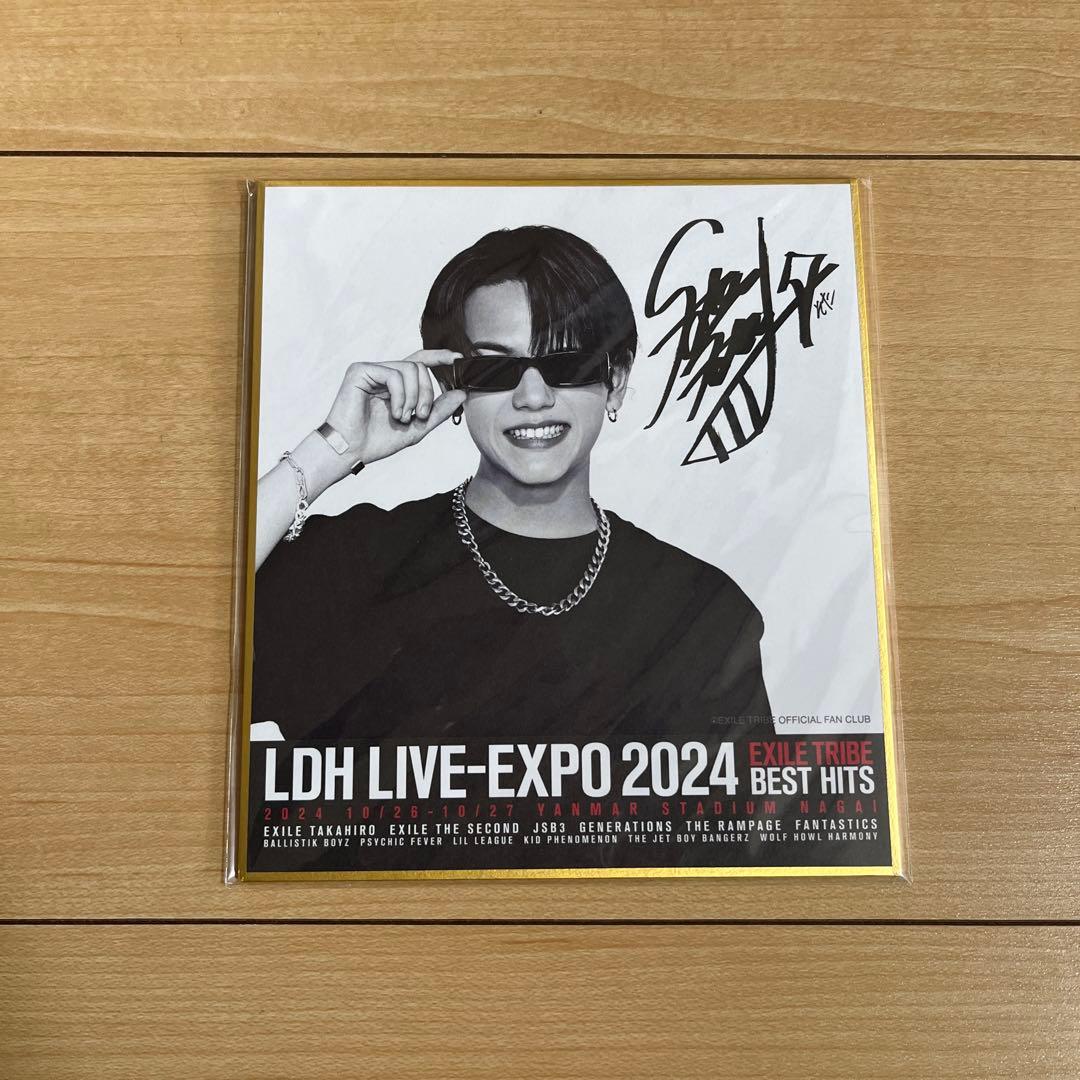 ©EXILE TRIBE OFFICIAL FAN CLUB
LDH LIVE-EXPO 2024 EXILE TRIBE BEST HITS
2024 10/26-10/27 YANMAR STADIUM NAGAI
EXILE TAKAHIRO EXILE THE SECOND JSB3 GENERATIONS THE RAMPAGE FANTASTICS
BALLISTIK BOYZ PSYCHIC FEVER LIL LEAGUE KID PHENOMENON THE JET BOY BANGERZ WOLF HOWL HARMONY